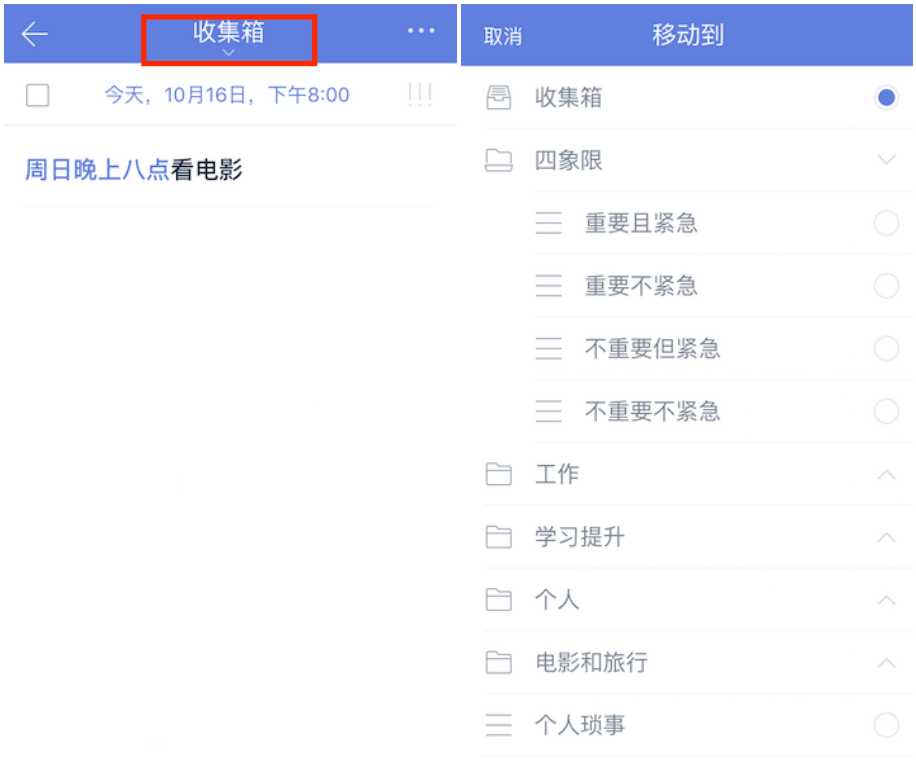 收集箱
今天，10月16日，下午8:00
周日晚上八点看电影
取消
移动到
收集箱
四象限
重要且紧急
重要不紧急
不重要但紧急
不重要不紧急
工作
学习提升
个人
电影和旅行
个人琐事